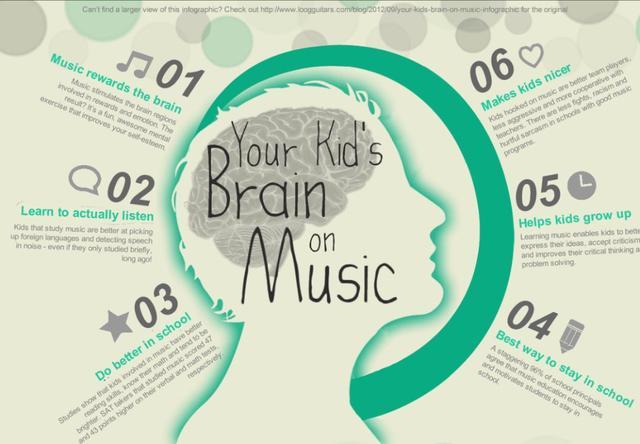 Can't find a larger view of this infographic? Check out http://www.loogguitars.com/blog/2012/09/your-kids-brain-on-music-infographic for the original
01
Music rewards the brain
Music stimulates the brain regions
involved in rewards and emotion. The
result? It's a fun, awesome mental
exercise that improves your self-esteem.
02
Learn to actually listen
Kids that study music are better at picking
up foreign languages and detecting speech
in noise - even if they only studied briefly,
long ago!
03
Do better in school
Studies show that kids involved in music have better
reading skills, know their math and tend to be
brighter. SAT takers that studied music scored 47
and 43 points higher on their verbal and math tests,
respectively.
Your Kid's
Brain
on
Music
06
Makes kids nicer
Kids hooked on music are better team players,
less aggressive and more cooperative with
teachers. There are less fights, racism and
hurtful sarcasm in schools with good music
programs.
05
Helps kids grow up
Learning music enables kids to bette
express their ideas, accept criticism
and improves their critical thinking a
problem solving.
04
Best way to stay in school
A staggering 96% of school principals
agree that music education encourages
and motivates students to stay in
school.